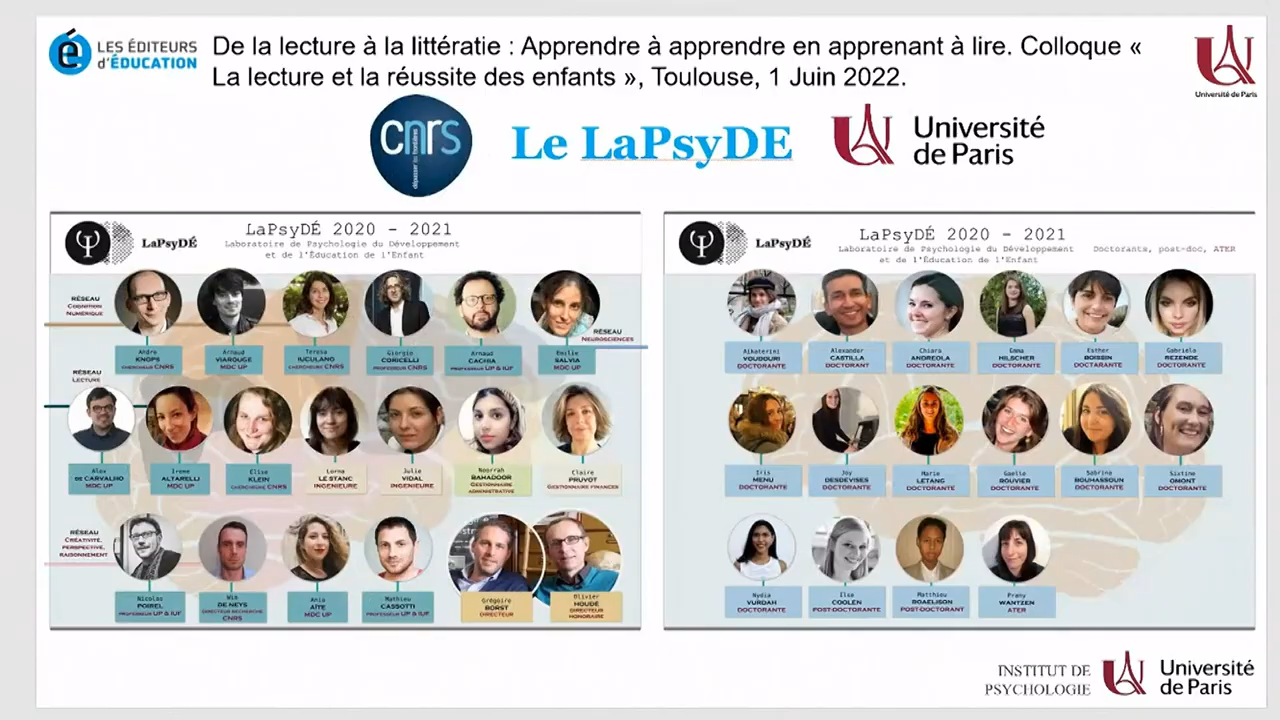 LES ÉDITEURS
d'ÉDUCATION
De la lecture à la littératie : Apprendre à apprendre en apprenant à lire. Colloque «
La lecture et la réussite des enfants », Toulouse, 1 Juin 2022.
Université de Paris
cnrs
dépasser les frontières
Le LaPsyDE
Université
de Paris
LaPsyDÉ
LaPsyDÉ 2020 - 2021
Laboratoire de Psychologie du Développement
et de l'Éducation de l'Enfant
RÉSEAU
COGNITION
NUMÉRIQUE
RÉSEAU
NEUROSCIENCES
André
KNOPS
CHERCHEUR CNRS
Arnaud
VIAROUGE
MDC UP
Teresa
IUCULANO
CHERCHEURE CNRS
Giorgio
CORICELLI
PROFESSEUR CNRS
Arnaud
CACHIA
PROFESSEUR UP & IUF
Emilie
SALVIA
MDC UP
RÉSEAU
LECTURE
Alex
DE CARVALHO
MDC UP
Irene
ALTARELLI
MDC UP
Élise
KLEIN
CHERCHEURE CNRS
Lorna
LE STANC
INGENIEURE
Julie
VIDAL
INGENIEURE
Noorrah
BAHADOOR
GESTIONNAIRE
ADMINISTRATIVE
Claire
PRUVOT
GESTIONNAIRE FINANCES
RÉSEAU
CRÉATIVITÉ,
PERSPECTIVE,
RAISONNEMENT
Nicolas
POIREL
PROFESSEUR UP & IUF
Wim
DE NEYS
DIRECTEUR RECHERCHE
CNRS
Ania
AÏTE
MDC UP
Mathieu
CASSOTTI
PROFESSEUR UP & IUF
Grégoire
BORST
DIRECTEUR
Olivier
HOUDÉ
DIRECTEUR
HONORAIRE
LaPsyDÉ
LaPsyDÉ 2020 - 2021
Laboratoire de Psychologie du Développement
et de l'Éducation de l'Enfant
Doctorants, post-doc, ATER
Aikaterini
VOUDOURI
DOCTORANTE
Alexander
CASTILLA
DOCTORANT
Chiara
ANDREOLA
DOCTORANTE
Emma
HILSCHER
DOCTORANTE
Esther
BOISSIN
DOCTARANTE
Gabriela
REZENDE
DOCTORANTE
Iris
MENU
DOCTORANTE
Joy
DESDEVISES
DOCTORANTE
Marie
LETANG
DOCTORANTE
Gaelle
ROUVIER
DOCTORANTE
Sabrina
BOUHASSOUN
DOCTORANTE
Sixtine
OMONT
DOCTORANTE
Nydia
VURDAH
DOCTORANTE
Ilse
COOLEN
POST-DOCTORANTE
Matthieu
ROAELISON
POST-DOCTORANT
Prany
WANTZEN
ATER
INSTITUT DE
PSYCHOLOGIE
Université
de Paris